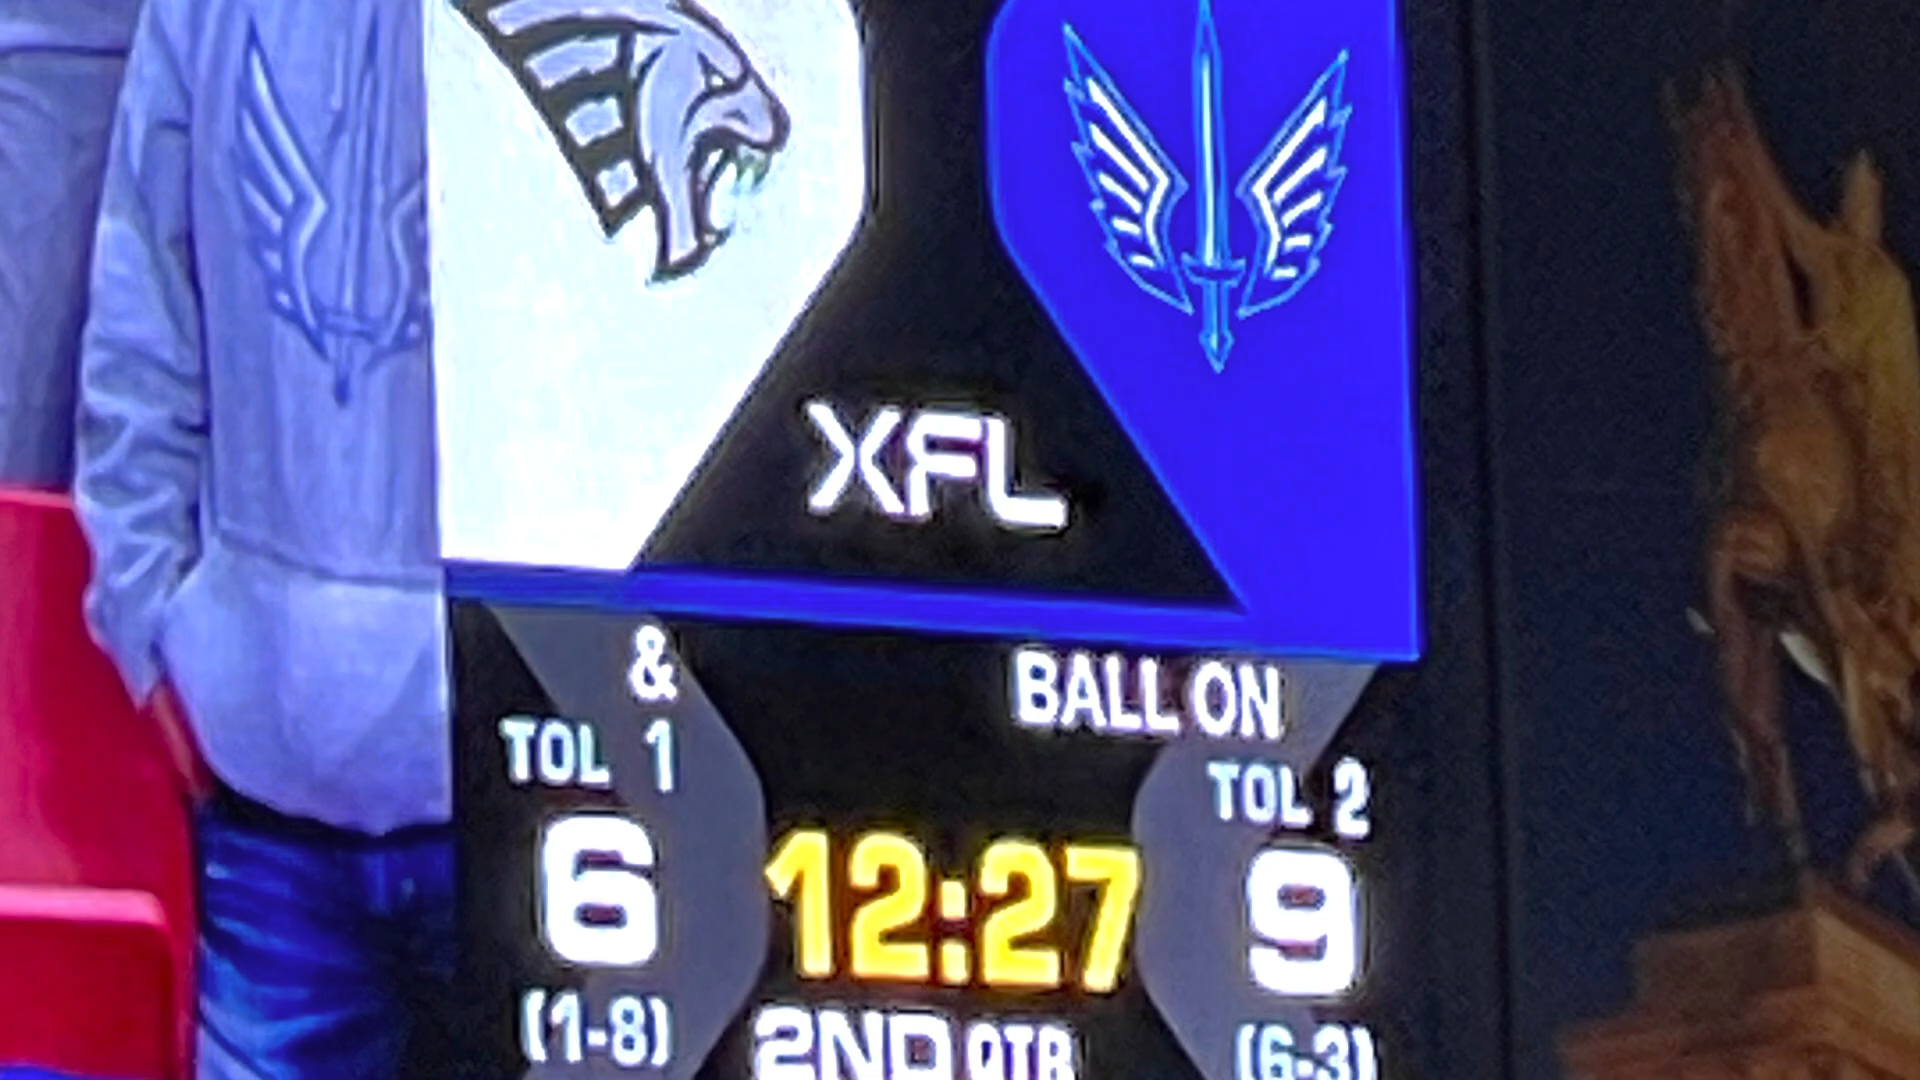 XFL
& BALL ON
TOL 1 TOL 2
6 12:27 9
(1-8) 2ND QTR (6-3)